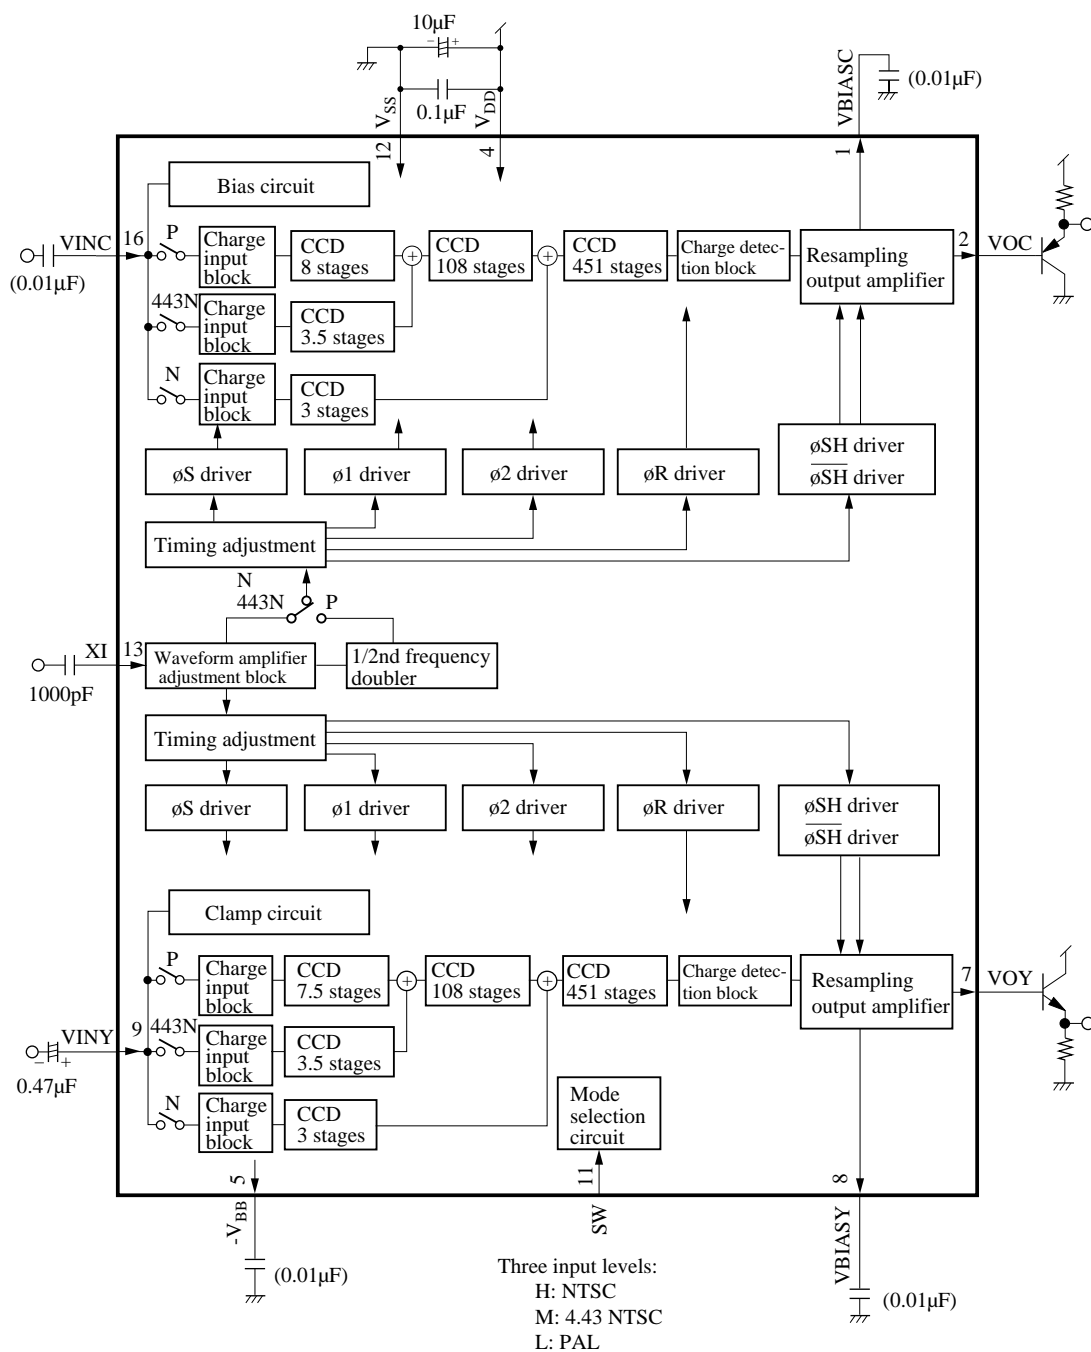 10µF
− +
0.1µF
VSS
VDD
12
4
VBIASC
(0.01µF)
1
Bias circuit
VINC
16
(0.01µF)
P
Charge
input
block
CCD
8 stages
+
CCD
108 stages
+
CCD
451 stages
Charge detec-
tion block
Resampling
output amplifier
2
VOC
443N
Charge
input
block
CCD
3.5 stages
N
Charge
input
block
CCD
3 stages
øS driver
ø1 driver
ø2 driver
øR driver
øSH driver
øSH driver
Timing adjustment
N
443N
P
XI
13
1000pF
Waveform amplifier
adjustment block
1/2nd frequency
doubler
Timing adjustment
øS driver
ø1 driver
ø2 driver
øR driver
øSH driver
øSH driver
Clamp circuit
P
Charge
input
block
CCD
7.5 stages
+
CCD
108 stages
+
CCD
451 stages
Charge detec-
tion block
Resampling
output amplifier
7
VOY
VINY
9
− +
0.47µF
443N
Charge
input
block
CCD
3.5 stages
N
Charge
input
block
CCD
3 stages
Mode
selection
circuit
5
-VBB
(0.01µF)
11
SW
8
VBIASY
(0.01µF)
Three input levels:
H: NTSC
M: 4.43 NTSC
L: PAL